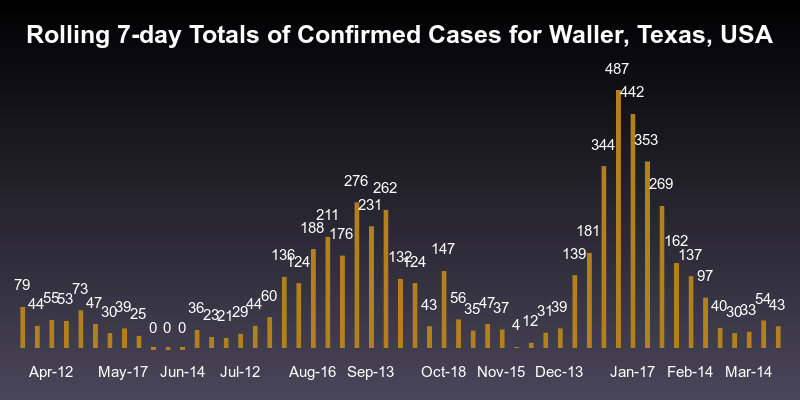 Rolling 7-day Totals of Confirmed Cases for Waller, Texas, USA
79 44 55 53 73 47 30 39 25 0 0 0 36 23 21 29 44 60 136 124 188 211 176 276 231 262 132 124 43 147 56 35 47 37 4 12 31 39 139 181 344 487 442 353 269 162 137 97 40 30 33 54 43
Apr-12 May-17 Jun-14 Jul-12 Aug-16 Sep-13 Oct-18 Nov-15 Dec-13 Jan-17 Feb-14 Mar-14